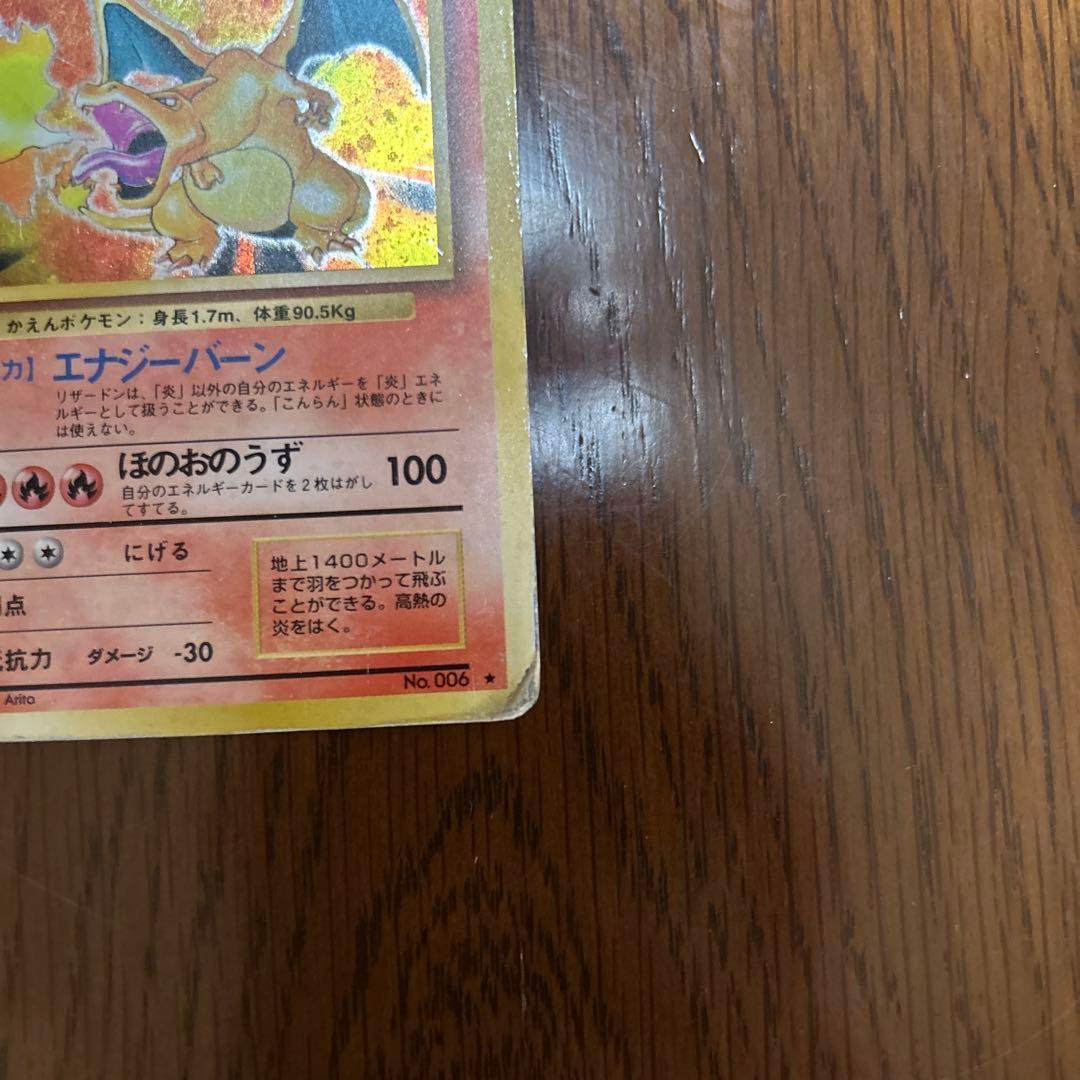 かえんポケモン：身長1.7m、体重90.5Kg
力】 エナジーバーン
リザードンは、「炎」以外の自分のエネルギーを「炎」エネ
ルギーとして扱うことができる。「こんらん」状態のときに
は使えない。
ほのおのうず 100
自分のエネルギーカードを2枚はがし
てすてる。
にげる
点
抗力 ダメージ -30
地上1400メートル
まで羽をつかって飛ぶ
ことができる。高熱の
炎をはく。
No. 006 ★
Arita